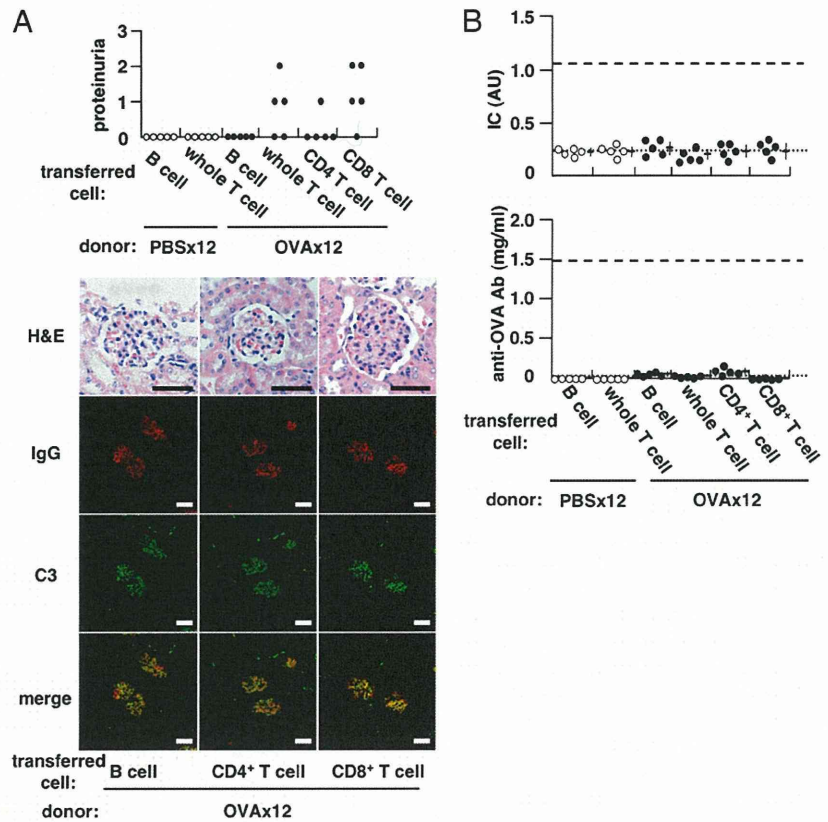 A
3
2
1
0
proteinuria
transferred
cell:
B cell
whole T cell
B cell
whole T cell
CD4 T cell
CD8 T cell
donor:
PBSx12
OVAx12
H&E
IgG
C3
merge
transferred
cell:
B cell
CD4+ T cell
CD8+ T cell
donor:
OVAx12
B
1.5
1.0
0.5
0
IC (AU)
2.0
1.5
1.0
0.5
0
anti-OVA Ab (mg/ml)
transferred
cell:
B cell
whole T cell
B cell
whole T cell
CD4+ T cell
CD8+ T cell
donor:
PBSx12
OVAx12